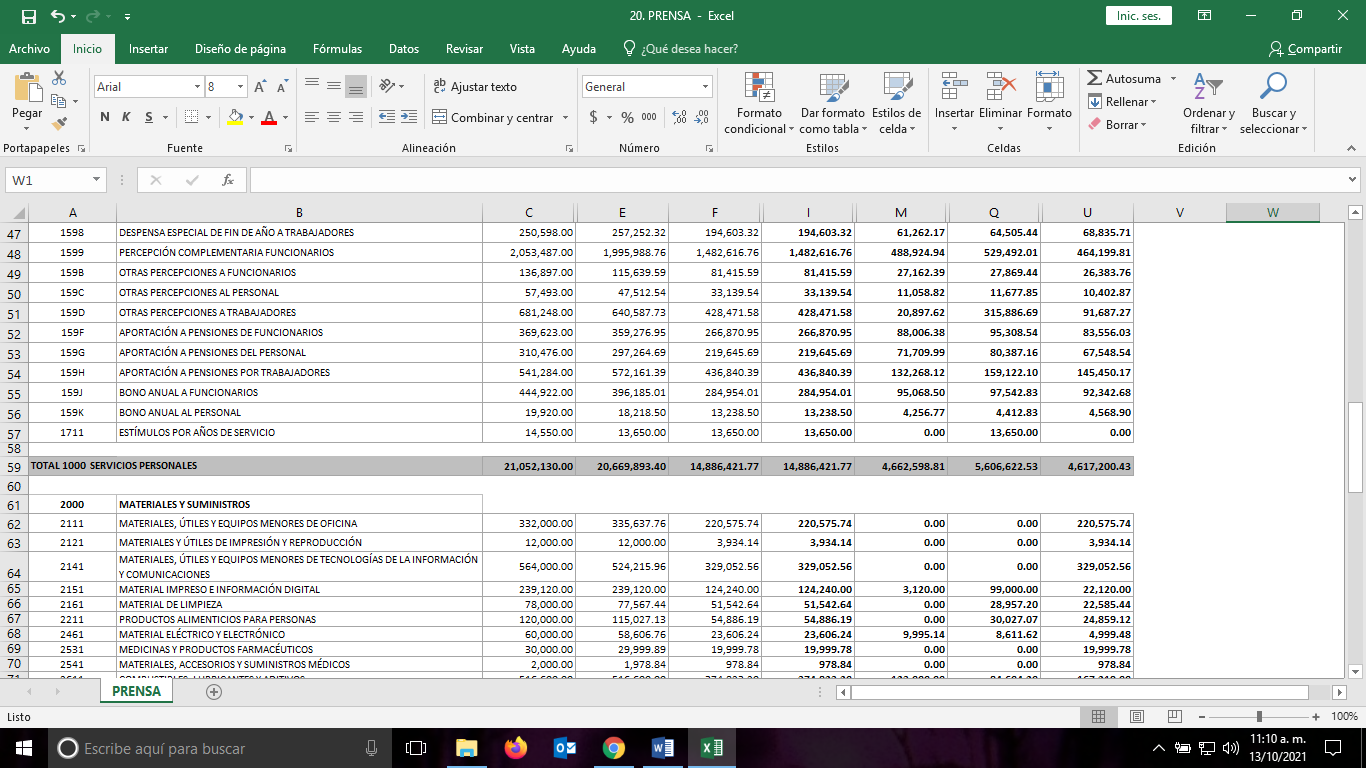 20. PRENSA - Excel
Inic. ses.
Archivo Inicio Insertar Diseño de página Fórmulas Datos Revisar Vista Ayuda ¿Qué desea hacer? Compartir
Pegar
Arial 8
N K S
Ajustar texto
Combinar y centrar
General
$ % 000
Formato condicional
Dar formato como tabla
Estilos de celda
Insertar Eliminar Formato
Autosuma
Rellenar
Borrar
Ordenar y filtrar
Buscar y seleccionar
Portapapeles Fuente Alineación Número Estilos Celdas Edición
W1 fx
A B C E F I M Q U V W
47 1598 DESPENSA ESPECIAL DE FIN DE AÑO A TRABAJADORES 250,598.00 257,252.32 194,603.32 194,603.32 61,262.17 64,505.44 68,835.71
48 1599 PERCEPCIÓN COMPLEMENTARIA FUNCIONARIOS 2,053,487.00 1,995,988.76 1,482,616.76 1,482,616.76 488,924.94 529,492.01 464,199.81
49 159B OTRAS PERCEPCIONES A FUNCIONARIOS 136,897.00 115,639.59 81,415.59 81,415.59 27,162.39 27,869.44 26,383.76
50 159C OTRAS PERCEPCIONES AL PERSONAL 57,493.00 47,512.54 33,139.54 33,139.54 11,058.82 11,677.85 10,402.87
51 159D OTRAS PERCEPCIONES A TRABAJADORES 681,248.00 640,587.73 428,471.58 428,471.58 20,897.62 315,886.69 91,687.27
52 159F APORTACIÓN A PENSIONES DE FUNCIONARIOS 369,623.00 359,276.95 266,870.95 266,870.95 88,006.38 95,308.54 83,556.03
53 159G APORTACIÓN A PENSIONES DEL PERSONAL 310,476.00 297,264.69 219,645.69 219,645.69 71,709.99 80,387.16 67,548.54
54 159H APORTACIÓN A PENSIONES POR TRABAJADORES 541,284.00 572,161.39 436,840.39 436,840.39 132,268.12 159,122.10 145,450.17
55 159J BONO ANUAL A FUNCIONARIOS 444,922.00 396,185.01 284,954.01 284,954.01 95,068.50 97,542.83 92,342.68
56 159K BONO ANUAL AL PERSONAL 19,920.00 18,218.50 13,238.50 13,238.50 4,256.77 4,412.83 4,568.90
57 1711 ESTÍMULOS POR AÑOS DE SERVICIO 14,550.00 13,650.00 13,650.00 13,650.00 0.00 13,650.00 0.00
58
59 TOTAL 1000 SERVICIOS PERSONALES 21,052,130.00 20,669,893.40 14,886,421.77 14,886,421.77 4,662,598.81 5,606,622.53 4,617,200.43
60
61 2000 MATERIALES Y SUMINISTROS
62 2111 MATERIALES, ÚTILES Y EQUIPOS MENORES DE OFICINA 332,000.00 335,637.76 220,575.74 220,575.74 0.00 0.00 220,575.74
63 2121 MATERIALES Y ÚTILES DE IMPRESIÓN Y REPRODUCCIÓN 12,000.00 12,000.00 3,934.14 3,934.14 0.00 0.00 3,934.14
64 2141 MATERIALES, ÚTILES Y EQUIPOS MENORES DE TECNOLOGÍAS DE LA INFORMACIÓN
Y COMUNICACIONES 564,000.00 524,215.96 329,052.56 329,052.56 0.00 0.00 329,052.56
65 2151 MATERIAL IMPRESO E INFORMACIÓN DIGITAL 239,120.00 239,120.00 124,240.00 124,240.00 3,120.00 99,000.00 22,120.00
66 2161 MATERIAL DE LIMPIEZA 78,000.00 77,567.44 51,542.64 51,542.64 0.00 28,957.20 22,585.44
67 2211 PRODUCTOS ALIMENTICIOS PARA PERSONAS 120,000.00 115,027.13 54,886.19 54,886.19 0.00 30,027.07 24,859.12
68 2461 MATERIAL ELÉCTRICO Y ELECTRÓNICO 60,000.00 58,606.76 23,606.24 23,606.24 9,995.14 8,611.62 4,999.48
69 2531 MEDICINAS Y PRODUCTOS FARMACÉUTICOS 30,000.00 29,999.89 19,999.78 19,999.78 0.00 0.00 19,999.78
70 2541 MATERIALES, ACCESORIOS Y SUMINISTROS MÉDICOS 2,000.00 1,978.84 978.84 978.84 0.00 0.00 978.84
PRENSA
Listo 100%
Escribe aquí para buscar
11:10 a. m.
13/10/2021